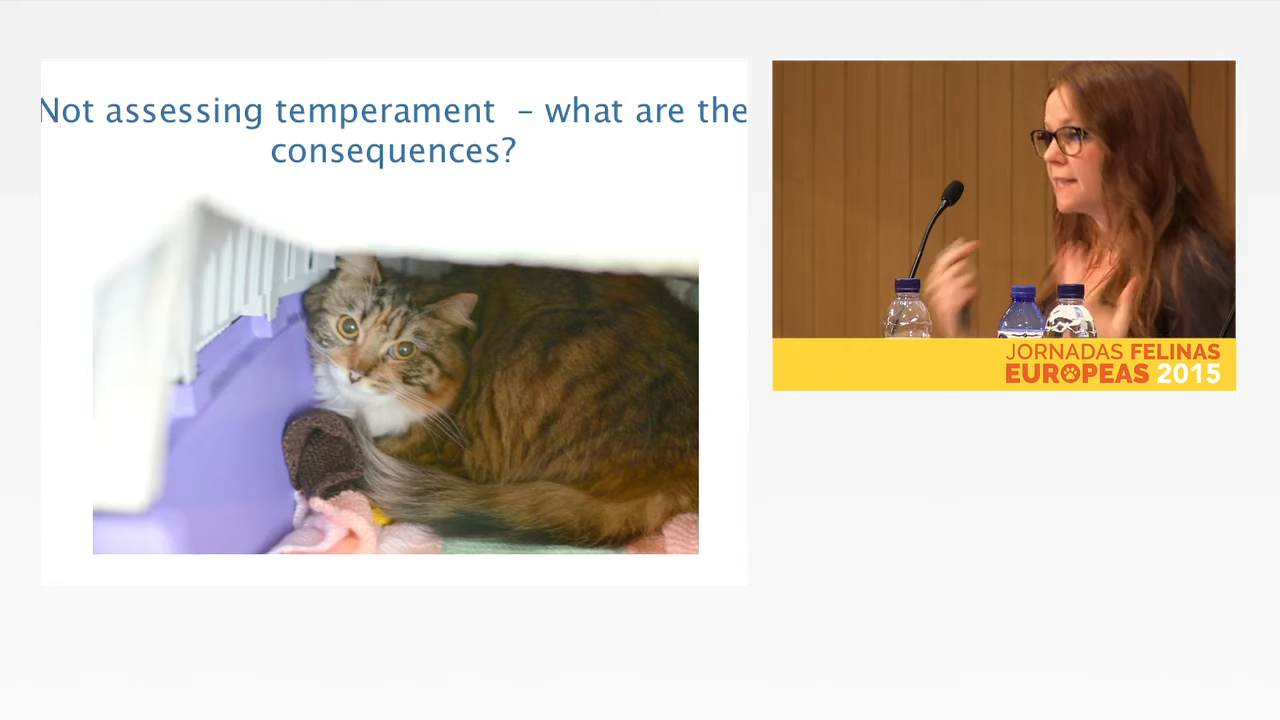 Not assessing temperament – what are the
consequences?
JORNADAS FELINAS
EUROPEAS 2015